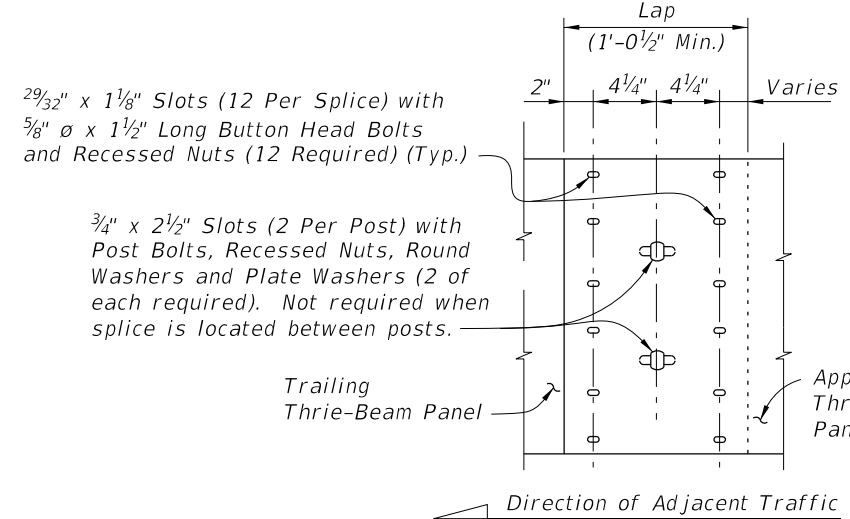 Lap
(1'-0½" Min.)
2" 4¼" 4¼" Varies
29/32" x 1⅛" Slots (12 Per Splice) with
⅝" ø x 1½" Long Button Head Bolts
and Recessed Nuts (12 Required) (Typ.)
¾" x 2½" Slots (2 Per Post) with
Post Bolts, Recessed Nuts, Round
Washers and Plate Washers (2 of
each required). Not required when
splice is located between posts.
Trailing
Thrie-Beam Panel
App
Thr
Pan
Direction of Adjacent Traffic